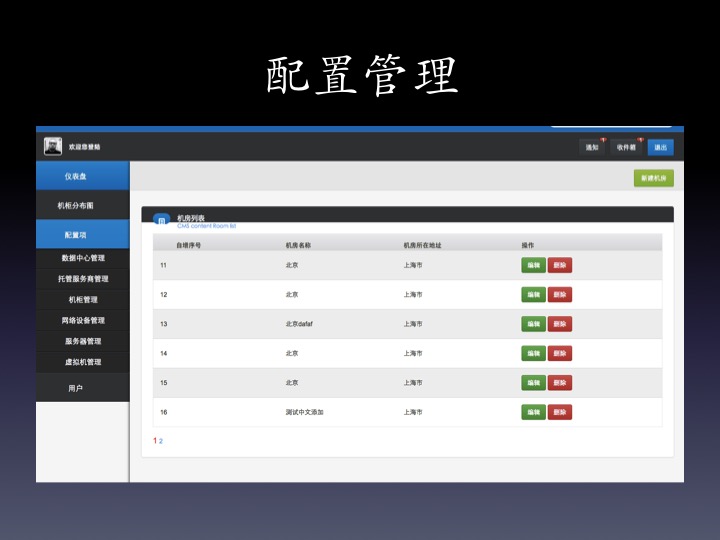 配置管理
欢迎您登陆
通知 1
收件箱 1
退出
仪表盘
机柜分布图
配置项
数据中心管理
托管服务商管理
机柜管理
网络设备管理
服务器管理
虚拟机管理
用户
新建机房
机房列表
CMS content Room list
自增序号 机房名称 机房所在地址 操作
11 北京 上海市 编辑 删除
12 北京 上海市 编辑 删除
13 北京dafaf 上海市 编辑 删除
14 北京 上海市 编辑 删除
15 北京 上海市 编辑 删除
16 测试中文添加 上海市 编辑 删除
1 2